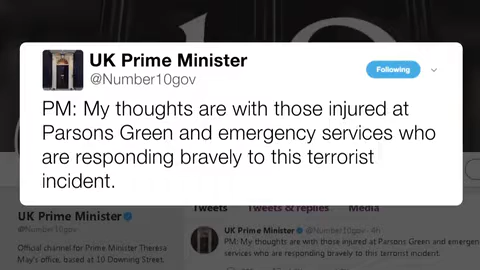 UK Prime Minister
@Number10gov
Following
PM: My thoughts are with those injured at
Parsons Green and emergency services who
are responding bravely to this terrorist
incident.
UK Prime Minister
@Number10gov
Official channel for Prime Minister Theresa
May's office, based at 10 Downing Street,
Tweets Tweets & replies Media
UK Prime Minister @Number10gov · 4h
PM: My thoughts are with those injured at Parsons Green and emergency
services who are responding bravely to this terrorist incident.